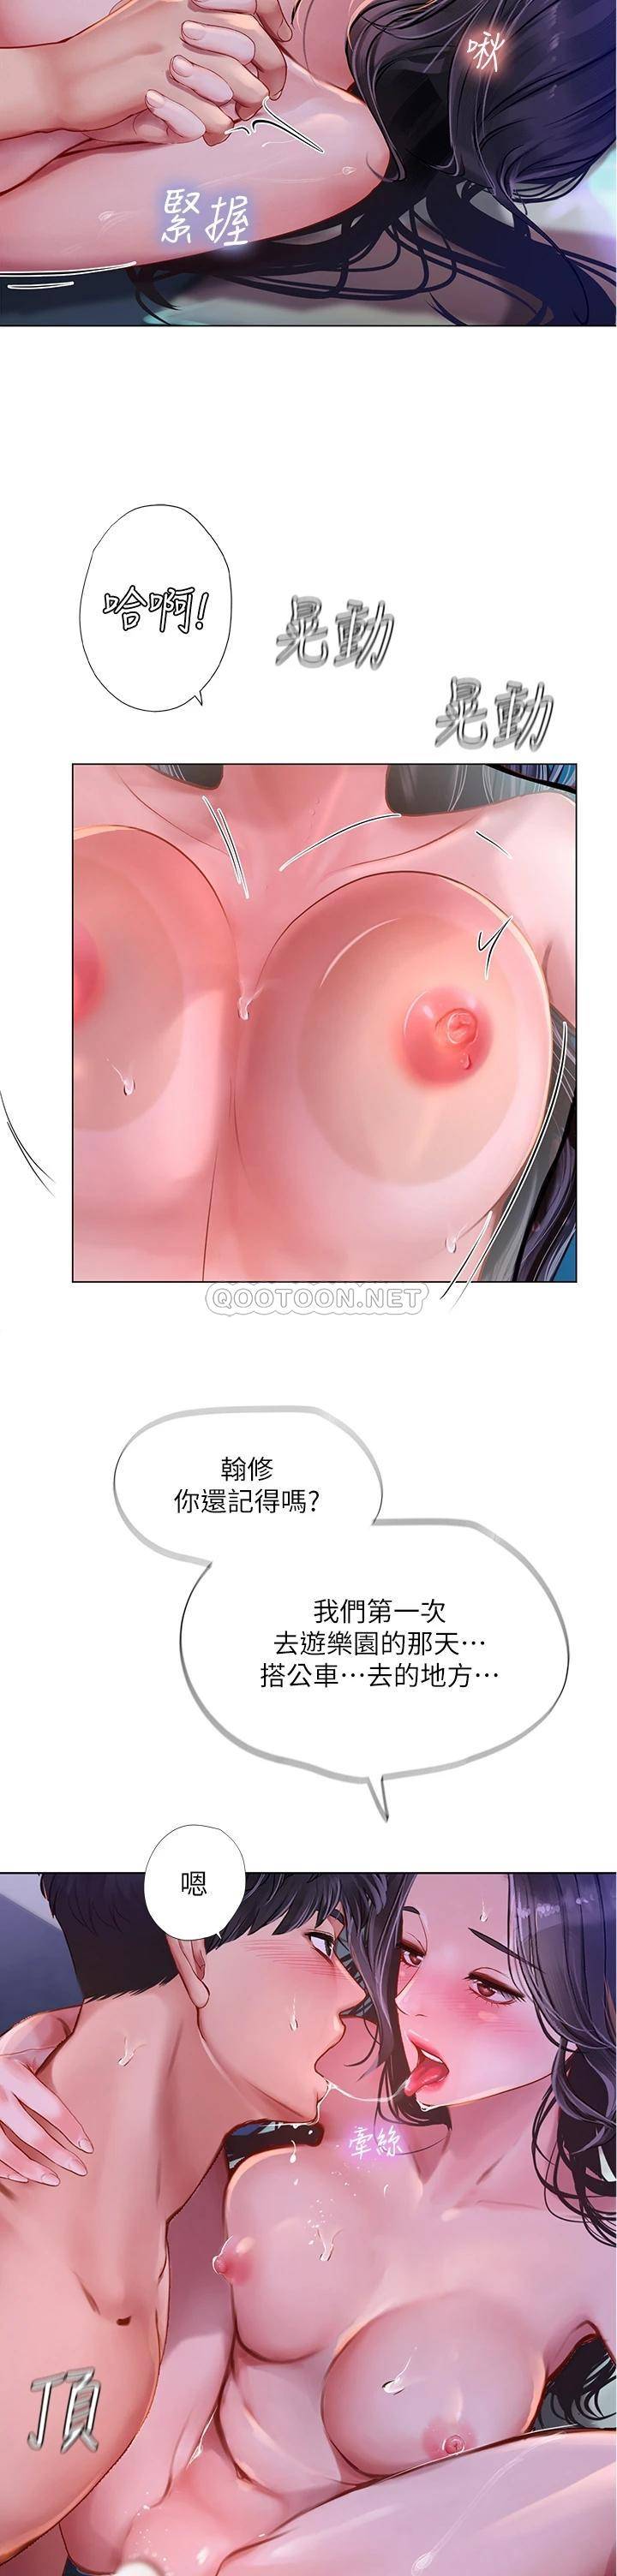 啾
緊握
哈啊!
晃動
晃動
QOOTOON.NET
翰修
你還記得嗎?
我們第一次
去遊樂園的那天⋯
搭公車⋯去的地方⋯
嗯
牽絲
頂